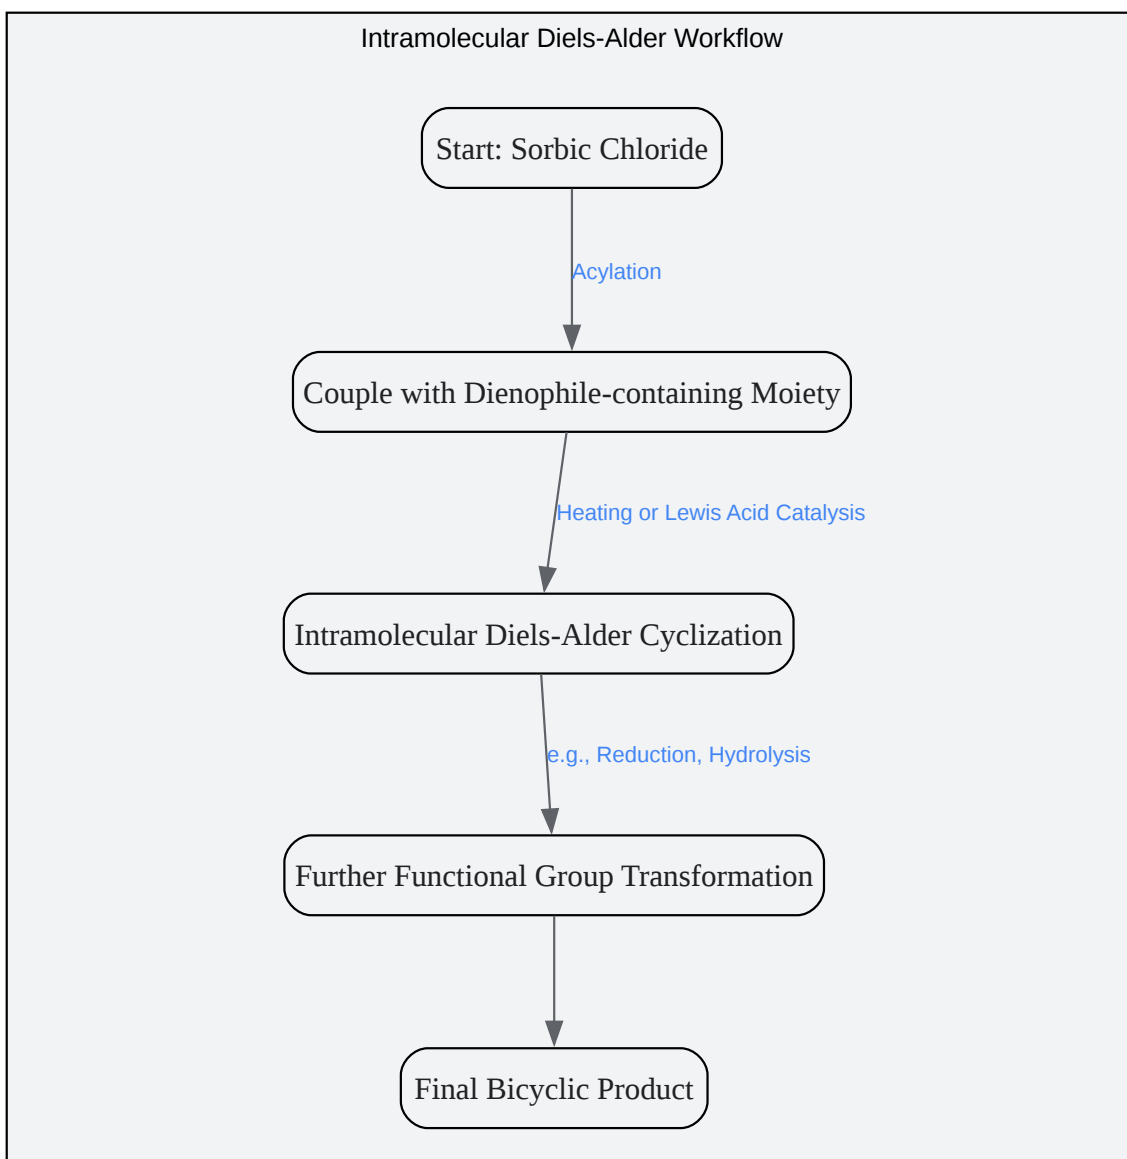 Intramolecular Diels-Alder Workflow
Start: Sorbic Chloride
Acylation
Couple with Dienophile-containing Moiety
Heating or Lewis Acid Catalysis
Intramolecular Diels-Alder Cyclization
e.g., Reduction, Hydrolysis
Further Functional Group Transformation
Final Bicyclic Product